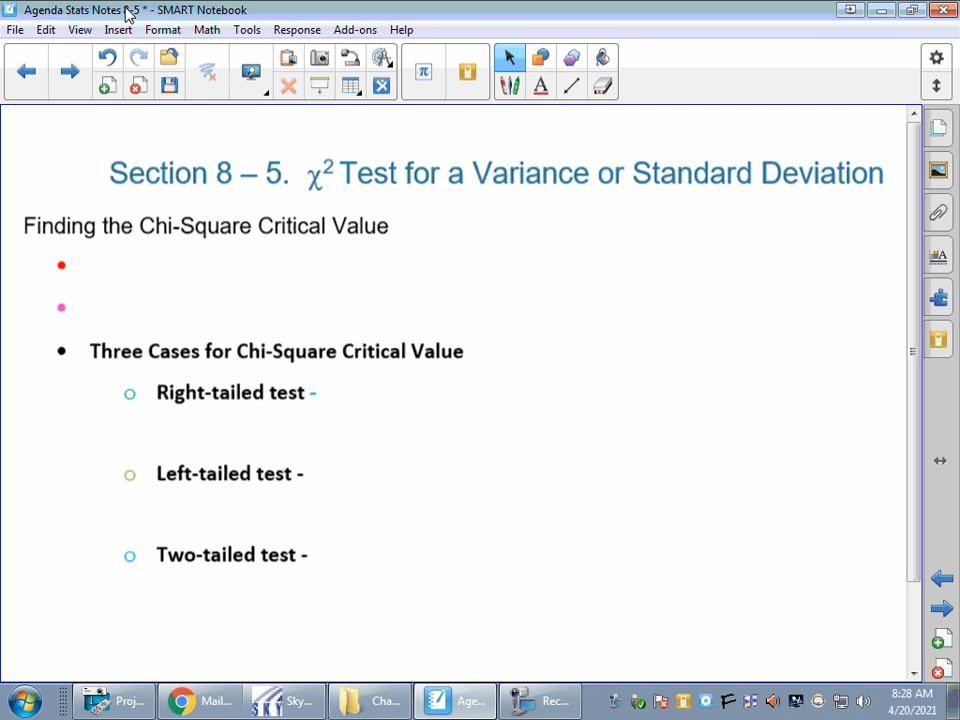 Agenda Stats Notes 8-5 * - SMART Notebook
File Edit View Insert Format Math Tools Response Add-ons Help
Section 8 – 5. χ² Test for a Variance or Standard Deviation
Finding the Chi-Square Critical Value
• Three Cases for Chi-Square Critical Value
o Right-tailed test -
o Left-tailed test -
o Two-tailed test -
Proj... Mail... Sky... Cha... Age... Rec...
8:28 AM
4/20/2021